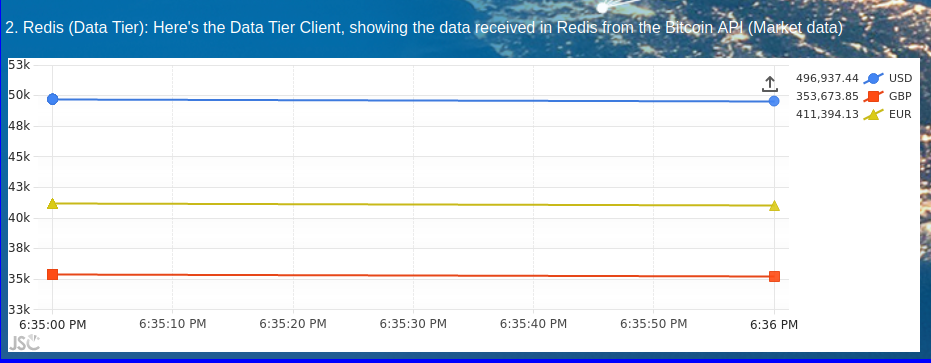 2. Redis (Data Tier): Here's the Data Tier Client, showing the data received in Redis from the Bitcoin API (Market data)
53k
50k
48k
45k
43k
40k
38k
35k
33k
6:35:00 PM 6:35:10 PM 6:35:20 PM 6:35:30 PM 6:35:40 PM 6:35:50 PM 6:36 PM
496,937.44 USD
353,673.85 GBP
411,394.13 EUR
JSC